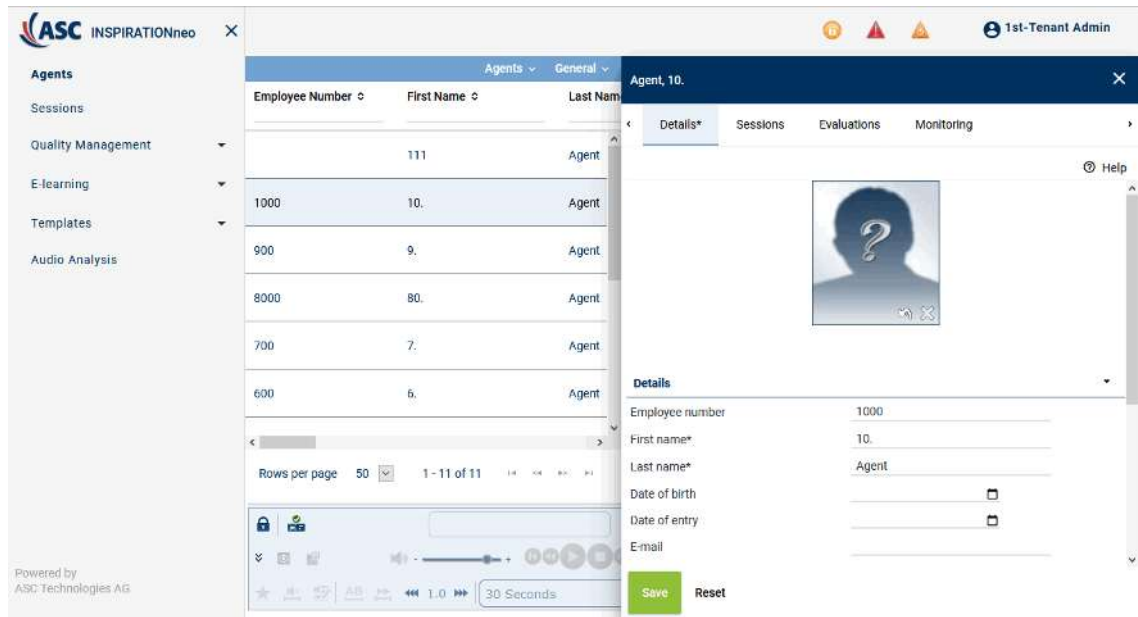 ASC INSPIRATIONneo
1st-Tenant Admin
Agents
Sessions
Quality Management
E-learning
Templates
Audio Analysis
Powered by
ASC Technologies AG
Agents General
Employee Number First Name Last Nam
111 Agent
1000 10. Agent
900 9. Agent
8000 80. Agent
700 7. Agent
600 6. Agent
Rows per page 50 1 - 11 of 11
- +
AB 1.0 30 Seconds
Agent, 10.
Details* Sessions Evaluations Monitoring
Help
Details
Employee number 1000
First name* 10.
Last name* Agent
Date of birth
Date of entry
E-mail
Save Reset